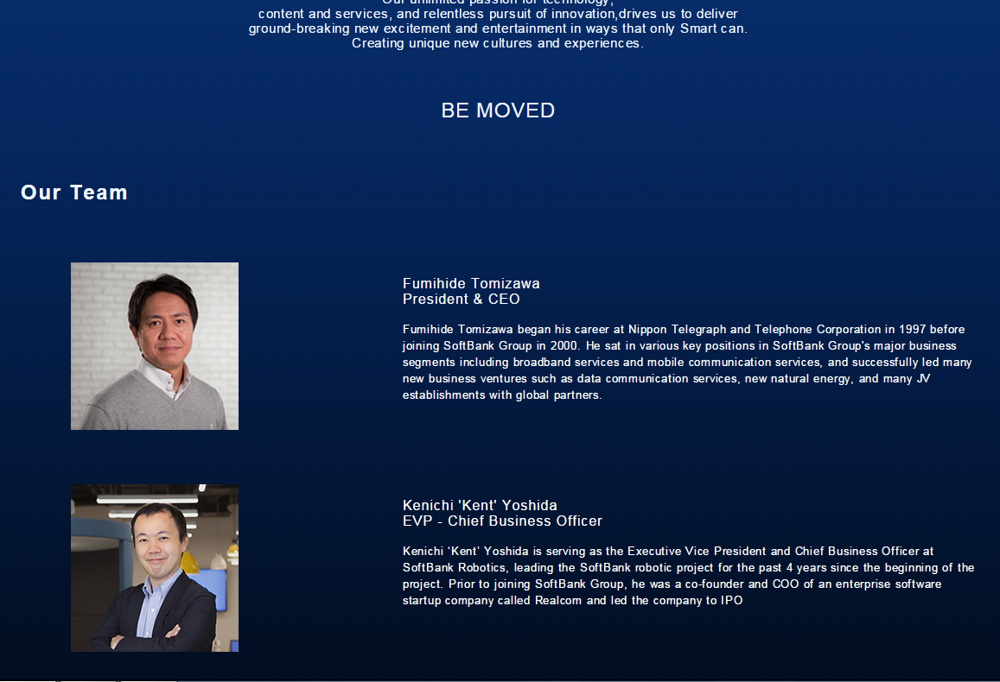 Our unlimited passion for technology,
content and services, and relentless pursuit of innovation,drives us to deliver
ground-breaking new excitement and entertainment in ways that only Smart can.
Creating unique new cultures and experiences.
BE MOVED
Our Team
Fumihide Tomizawa
President & CEO
Fumihide Tomizawa began his career at Nippon Telegraph and Telephone Corporation in 1997 before
joining SoftBank Group in 2000. He sat in various key positions in SoftBank Group's major business
segments including broadband services and mobile communication services, and successfully led many
new business ventures such as data communication services, new natural energy, and many JV
establishments with global partners.
Kenichi 'Kent' Yoshida
EVP - Chief Business Officer
Kenichi ‘Kent’ Yoshida is serving as the Executive Vice President and Chief Business Officer at
SoftBank Robotics, leading the SoftBank robotic project for the past 4 years since the beginning of the
project. Prior to joining SoftBank Group, he was a co-founder and COO of an enterprise software
startup company called Realcom and led the company to IPO